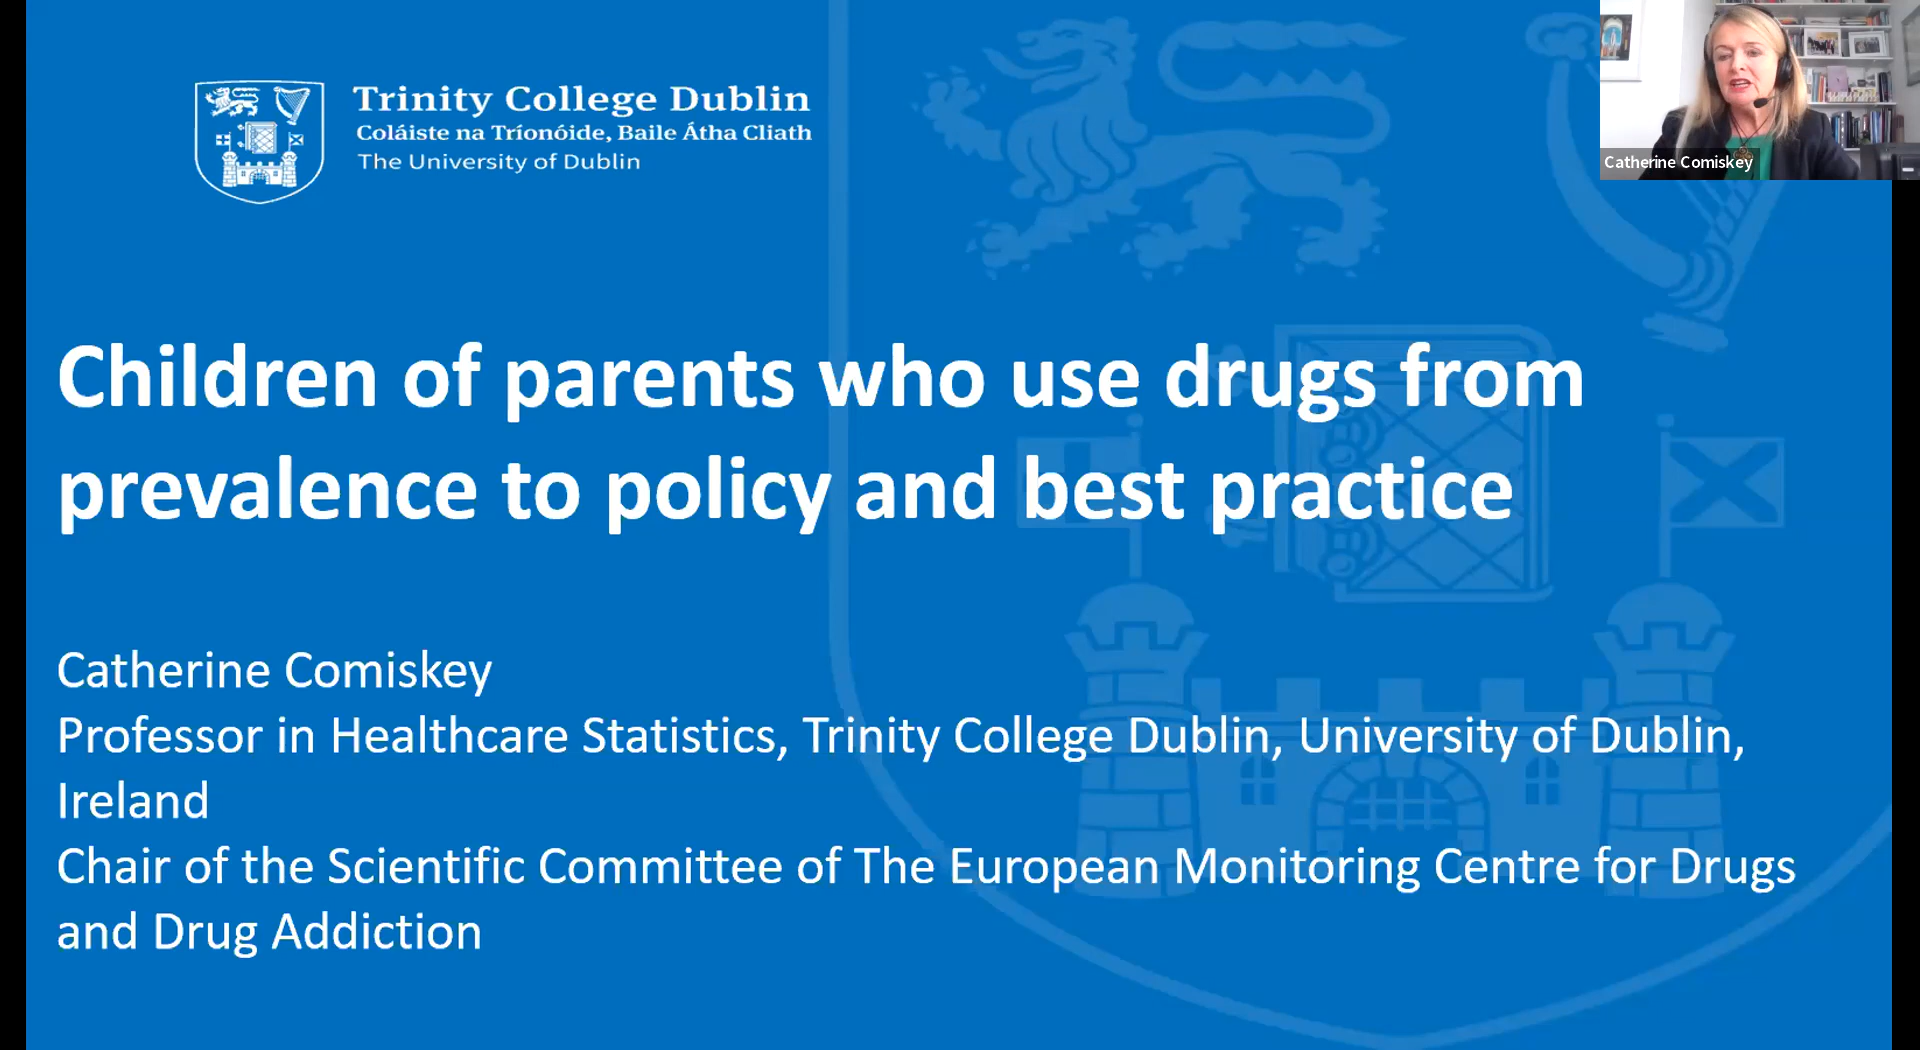 Trinity College Dublin
Coláiste na Tríonóide, Baile Átha Cliath
The University of Dublin
Catherine Comiskey
Children of parents who use drugs from
prevalence to policy and best practice
Catherine Comiskey
Professor in Healthcare Statistics, Trinity College Dublin, University of Dublin,
Ireland
Chair of the Scientific Committee of The European Monitoring Centre for Drugs
and Drug Addiction